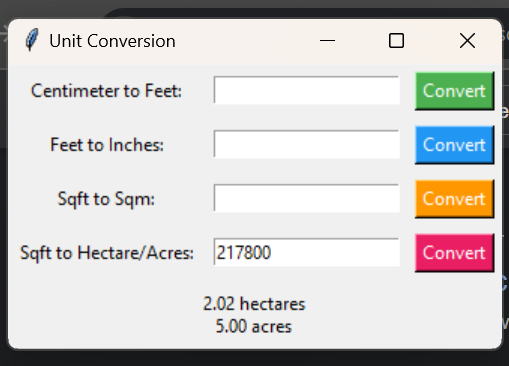 Unit Conversion
Centimeter to Feet: Convert
Feet to Inches: Convert
Sqft to Sqm: Convert
Sqft to Hectare/Acres: 217800 Convert
2.02 hectares
5.00 acres